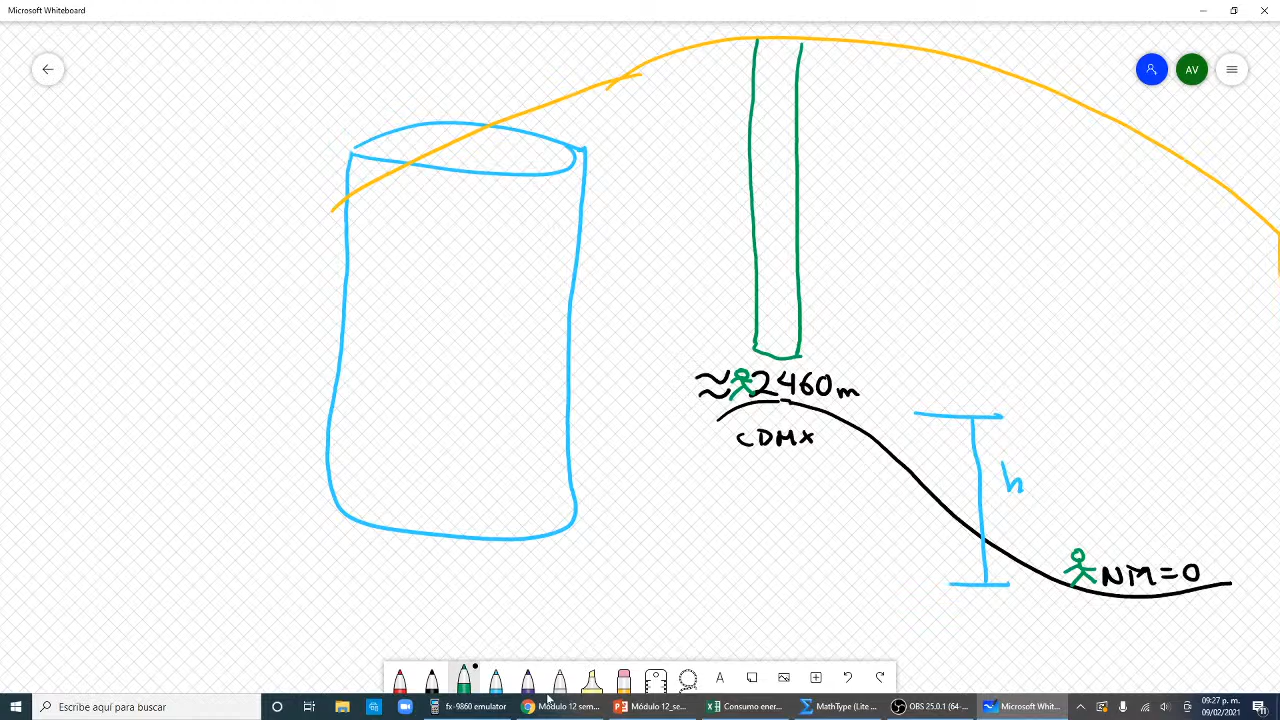 Microsoft Whiteboard
AV
≈2460m
CDMX
h
NM=0
A
Escribe aquí para buscar
fx-9860 emulator
Módulo 12 sem...
Módulo 12_se...
Consumo ener...
MathType (Lite ...
OBS 25.0.1 (64-...
Microsoft Whit...
09:27 p. m.
09/02/2021